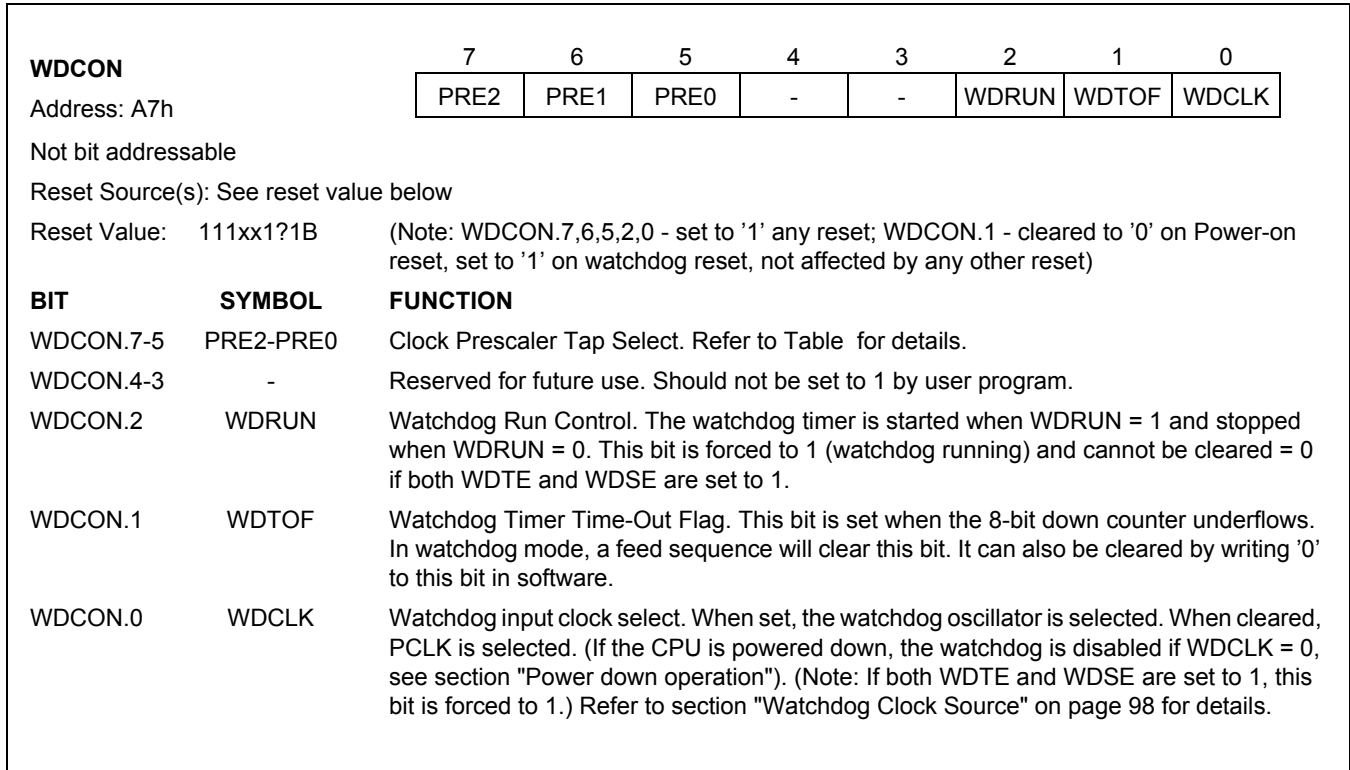 WDCON 7 6 5 4 3 2 1 0
Address: A7h PRE2 PRE1 PRE0 - - WDRUN WDTOF WDCLK
Not bit addressable
Reset Source(s): See reset value below
Reset Value: 111xx1?1B (Note: WDCON.7,6,5,2,0 - set to ’1’ any reset; WDCON.1 - cleared to ’0’ on Power-on
reset, set to ’1’ on watchdog reset, not affected by any other reset)
BIT SYMBOL FUNCTION
WDCON.7-5 PRE2-PRE0 Clock Prescaler Tap Select. Refer to Table for details.
WDCON.4-3 - Reserved for future use. Should not be set to 1 by user program.
WDCON.2 WDRUN Watchdog Run Control. The watchdog timer is started when WDRUN = 1 and stopped
when WDRUN = 0. This bit is forced to 1 (watchdog running) and cannot be cleared = 0
if both WDTE and WDSE are set to 1.
WDCON.1 WDTOF Watchdog Timer Time-Out Flag. This bit is set when the 8-bit down counter underflows.
In watchdog mode, a feed sequence will clear this bit. It can also be cleared by writing ’0’
to this bit in software.
WDCON.0 WDCLK Watchdog input clock select. When set, the watchdog oscillator is selected. When cleared,
PCLK is selected. (If the CPU is powered down, the watchdog is disabled if WDCLK = 0,
see section "Power down operation"). (Note: If both WDTE and WDSE are set to 1, this
bit is forced to 1.) Refer to section "Watchdog Clock Source" on page 98 for details.